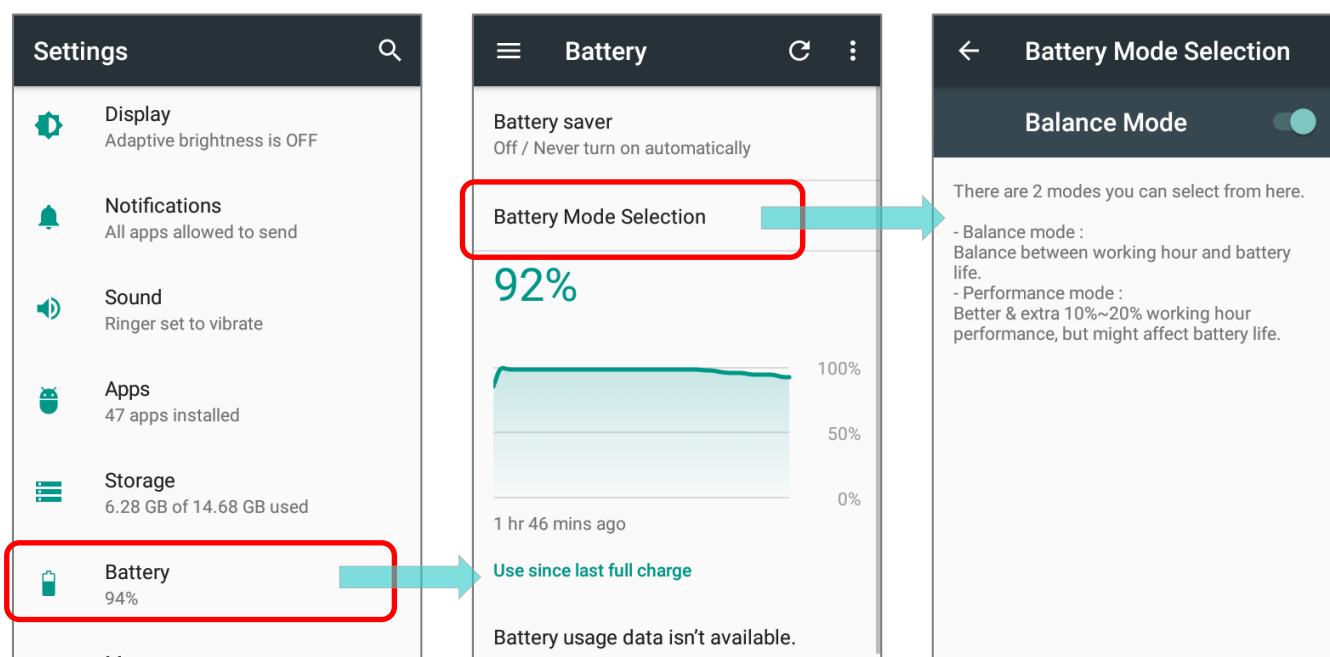 Settings
Display
Adaptive brightness is OFF
Notifications
All apps allowed to send
Sound
Ringer set to vibrate
Apps
47 apps installed
Storage
6.28 GB of 14.68 GB used
Battery
94%
Battery
Battery saver
Off / Never turn on automatically
Battery Mode Selection
92%
100%
50%
0%
1 hr 46 mins ago
Use since last full charge
Battery usage data isn't available.
Battery Mode Selection
Balance Mode
There are 2 modes you can select from here.
- Balance mode :
Balance between working hour and battery
life.
- Performance mode :
Better & extra 10%~20% working hour
performance, but might affect battery life.